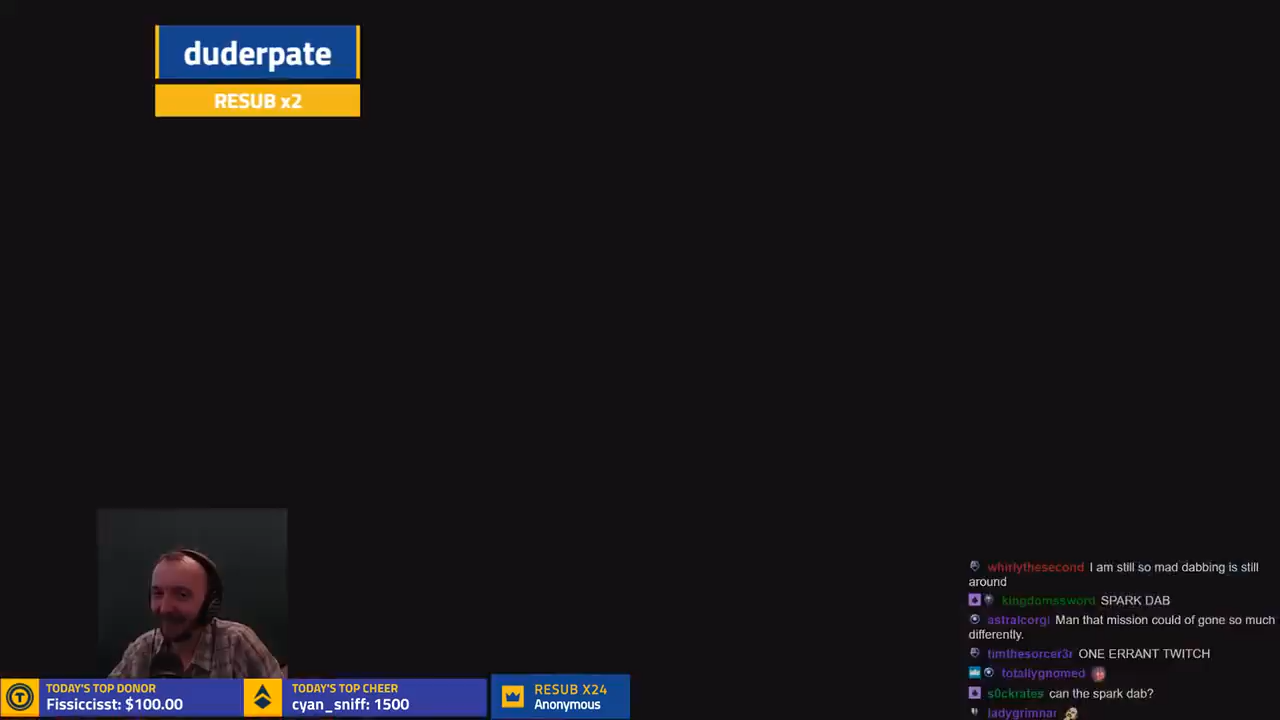 duderpate
RESUB x2
whirlythesecond I am still so mad dabbing is still
around
kingdomssword SPARK DAB
astralcorgi Man that mission could of gone so much
differently.
timthesorcer3r ONE ERRANT TWITCH
totallygnomed
s0ckrates can the spark dab?
ladygrimnar
TODAY'S TOP DONOR
Fissiccisst: $100.00
TODAY'S TOP CHEER
cyan_sniff: 1500
RESUB X24
Anonymous